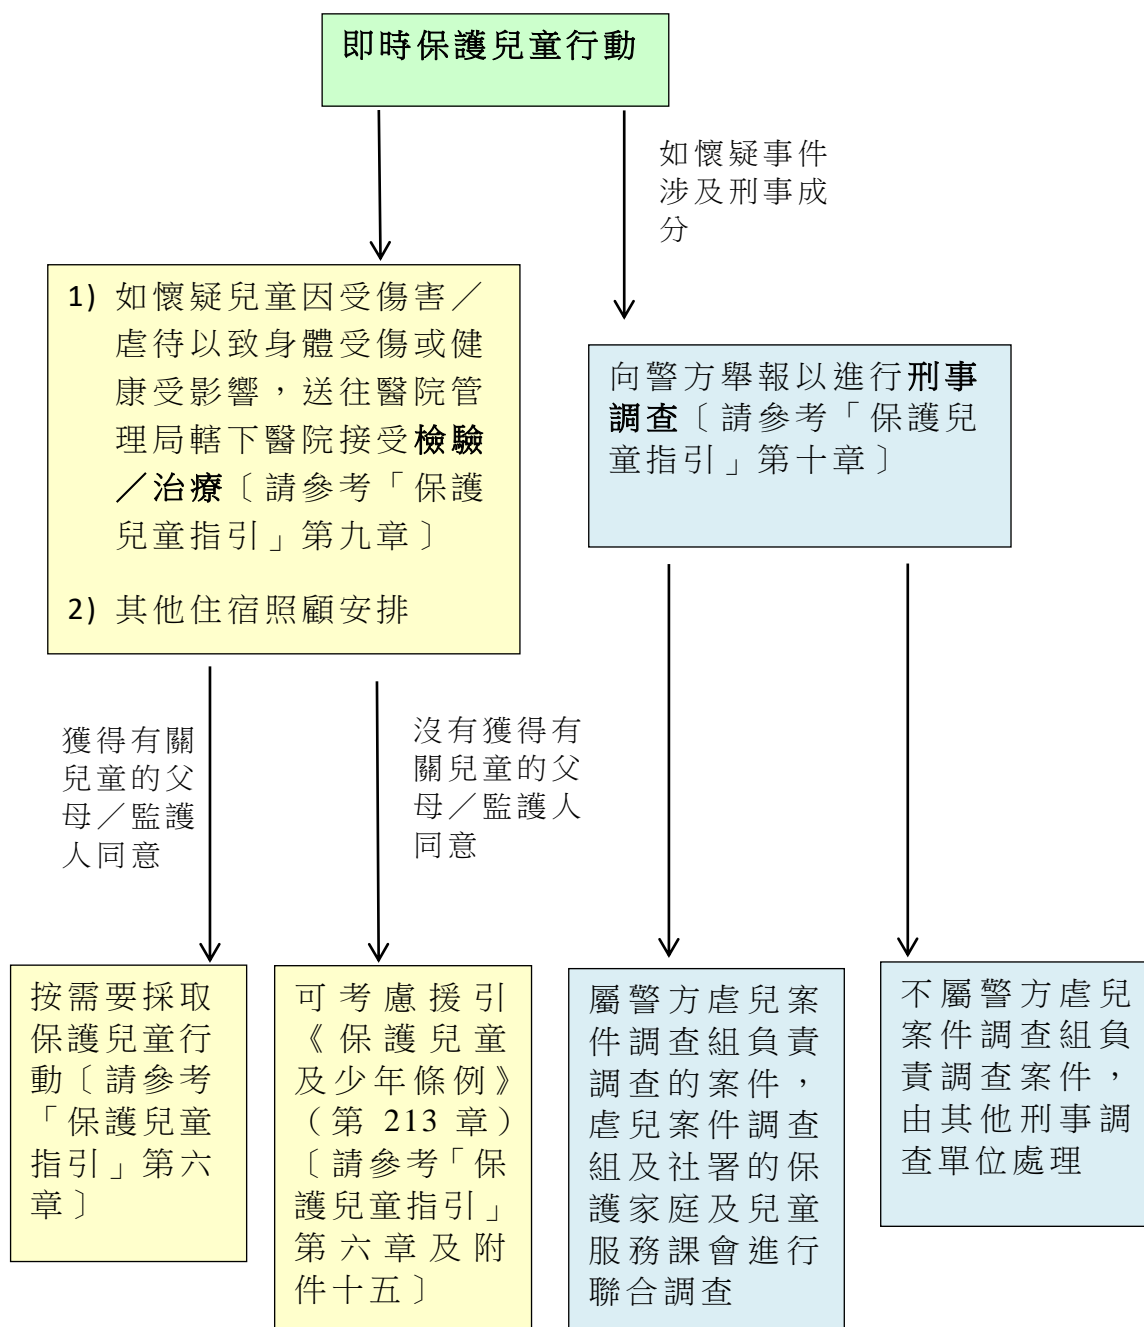 即時保護兒童行動
如懷疑事件
涉及刑事成
分
1) 如懷疑兒童因受傷害／
虐待以致身體受傷或健
康受影響，送往醫院管
理局轄下醫院接受檢驗
／治療〔請參考「保護
兒童指引」第九章〕
2) 其他住宿照顧安排
向警方舉報以進行刑事
調查〔請參考「保護兒
童指引」第十章〕
獲得有關
兒童的父
母／監護
人同意
沒有獲得有
關兒童的父
母／監護人
同意
按需要採取
保護兒童行
動〔請參考
「保護兒童
指引」第六
章〕
可考慮援引
《保護兒童
及少年條例》
（第 213 章）
〔請參考「保
護兒童指引」
第六章及附
件十五〕
屬警方虐兒案
件調查組負責
調查的案件，
虐兒案件調查
組及社署的保
護家庭及兒童
服務課會進行
聯合調查
不屬警方虐兒
案件調查組負
責調查案件，
由其他刑事調
查單位處理